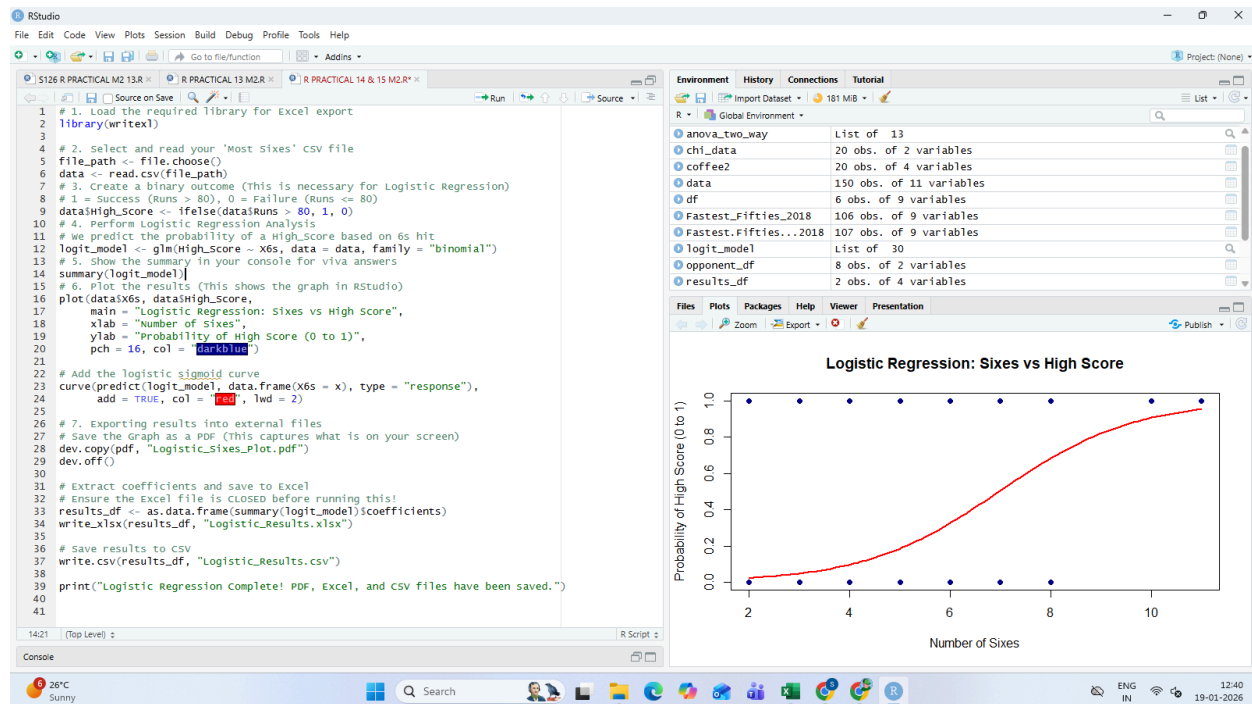 RStudio
File Edit Code View Plots Session Build Debug Profile Tools Help
Go to file/function
Addins
Project: (None)
S126 R PRACTICAL M2 13.R
R PRACTICAL 13 M2.R
R PRACTICAL 14 & 15 M2.R*
Source on Save
Run
Source
1 # 1. Load the required library for Excel export
2 library(writexl)
3
4 # 2. Select and read your 'Most Sixes' CSV file
5 file_path <- file.choose()
6 data <- read.csv(file_path)
7 # 3. Create a binary outcome (This is necessary for Logistic Regression)
8 # 1 = Success (Runs > 80), 0 = Failure (Runs <= 80)
9 data$High_Score <- ifelse(data$Runs > 80, 1, 0)
10 # 4. Perform Logistic Regression Analysis
11 # We predict the probability of a High_Score based on 6s hit
12 logit_model <- glm(High_Score ~ X6s, data = data, family = "binomial")
13 # 5. Show the summary in your console for viva answers
14 summary(logit_model)
15 # 6. Plot the results (This shows the graph in RStudio)
16 plot(data$X6s, data$High_Score,
17 main = "Logistic Regression: Sixes vs High Score",
18 xlab = "Number of Sixes",
19 ylab = "Probability of High Score (0 to 1)",
20 pch = 16, col = "darkblue")
21
22 # Add the logistic sigmoid curve
23 curve(predict(logit_model, data.frame(X6s = x), type = "response"),
24 add = TRUE, col = "red", lwd = 2)
25
26 # 7. Exporting results into external files
27 # Save the Graph as a PDF (This captures what is on your screen)
28 dev.copy(pdf, "Logistic_Sixes_Plot.pdf")
29 dev.off()
30
31 # Extract coefficients and save to Excel
32 # Ensure the Excel file is CLOSED before running this!
33 results_df <- as.data.frame(summary(logit_model)$coefficients)
34 write_xlsx(results_df, "Logistic_Results.xlsx")
35
36 # Save results to CSV
37 write.csv(results_df, "Logistic_Results.csv")
38
39 print("Logistic Regression Complete! PDF, Excel, and CSV files have been saved.")
40
41
14:21 (Top Level) R Script
Console
Environment History Connections Tutorial
Import Dataset 181 MiB List
R Global Environment
anova_two_way List of 13
chi_data 20 obs. of 2 variables
coffee2 20 obs. of 4 variables
data 150 obs. of 11 variables
df 6 obs. of 9 variables
Fastest_Fifties_2018 106 obs. of 9 variables
Fastest.Fifties...2018 107 obs. of 9 variables
logit_model List of 30
opponent_df 8 obs. of 2 variables
results_df 2 obs. of 4 variables
Files Plots Packages Help Viewer Presentation
Zoom Export Publish
Logistic Regression: Sixes vs High Score
Probability of High Score (0 to 1)
1.0
0.8
0.6
0.4
0.2
0.0
2 4 6 8 10
Number of Sixes
6
26°C
Sunny
Search
ENG
IN
12:40
19-01-2026